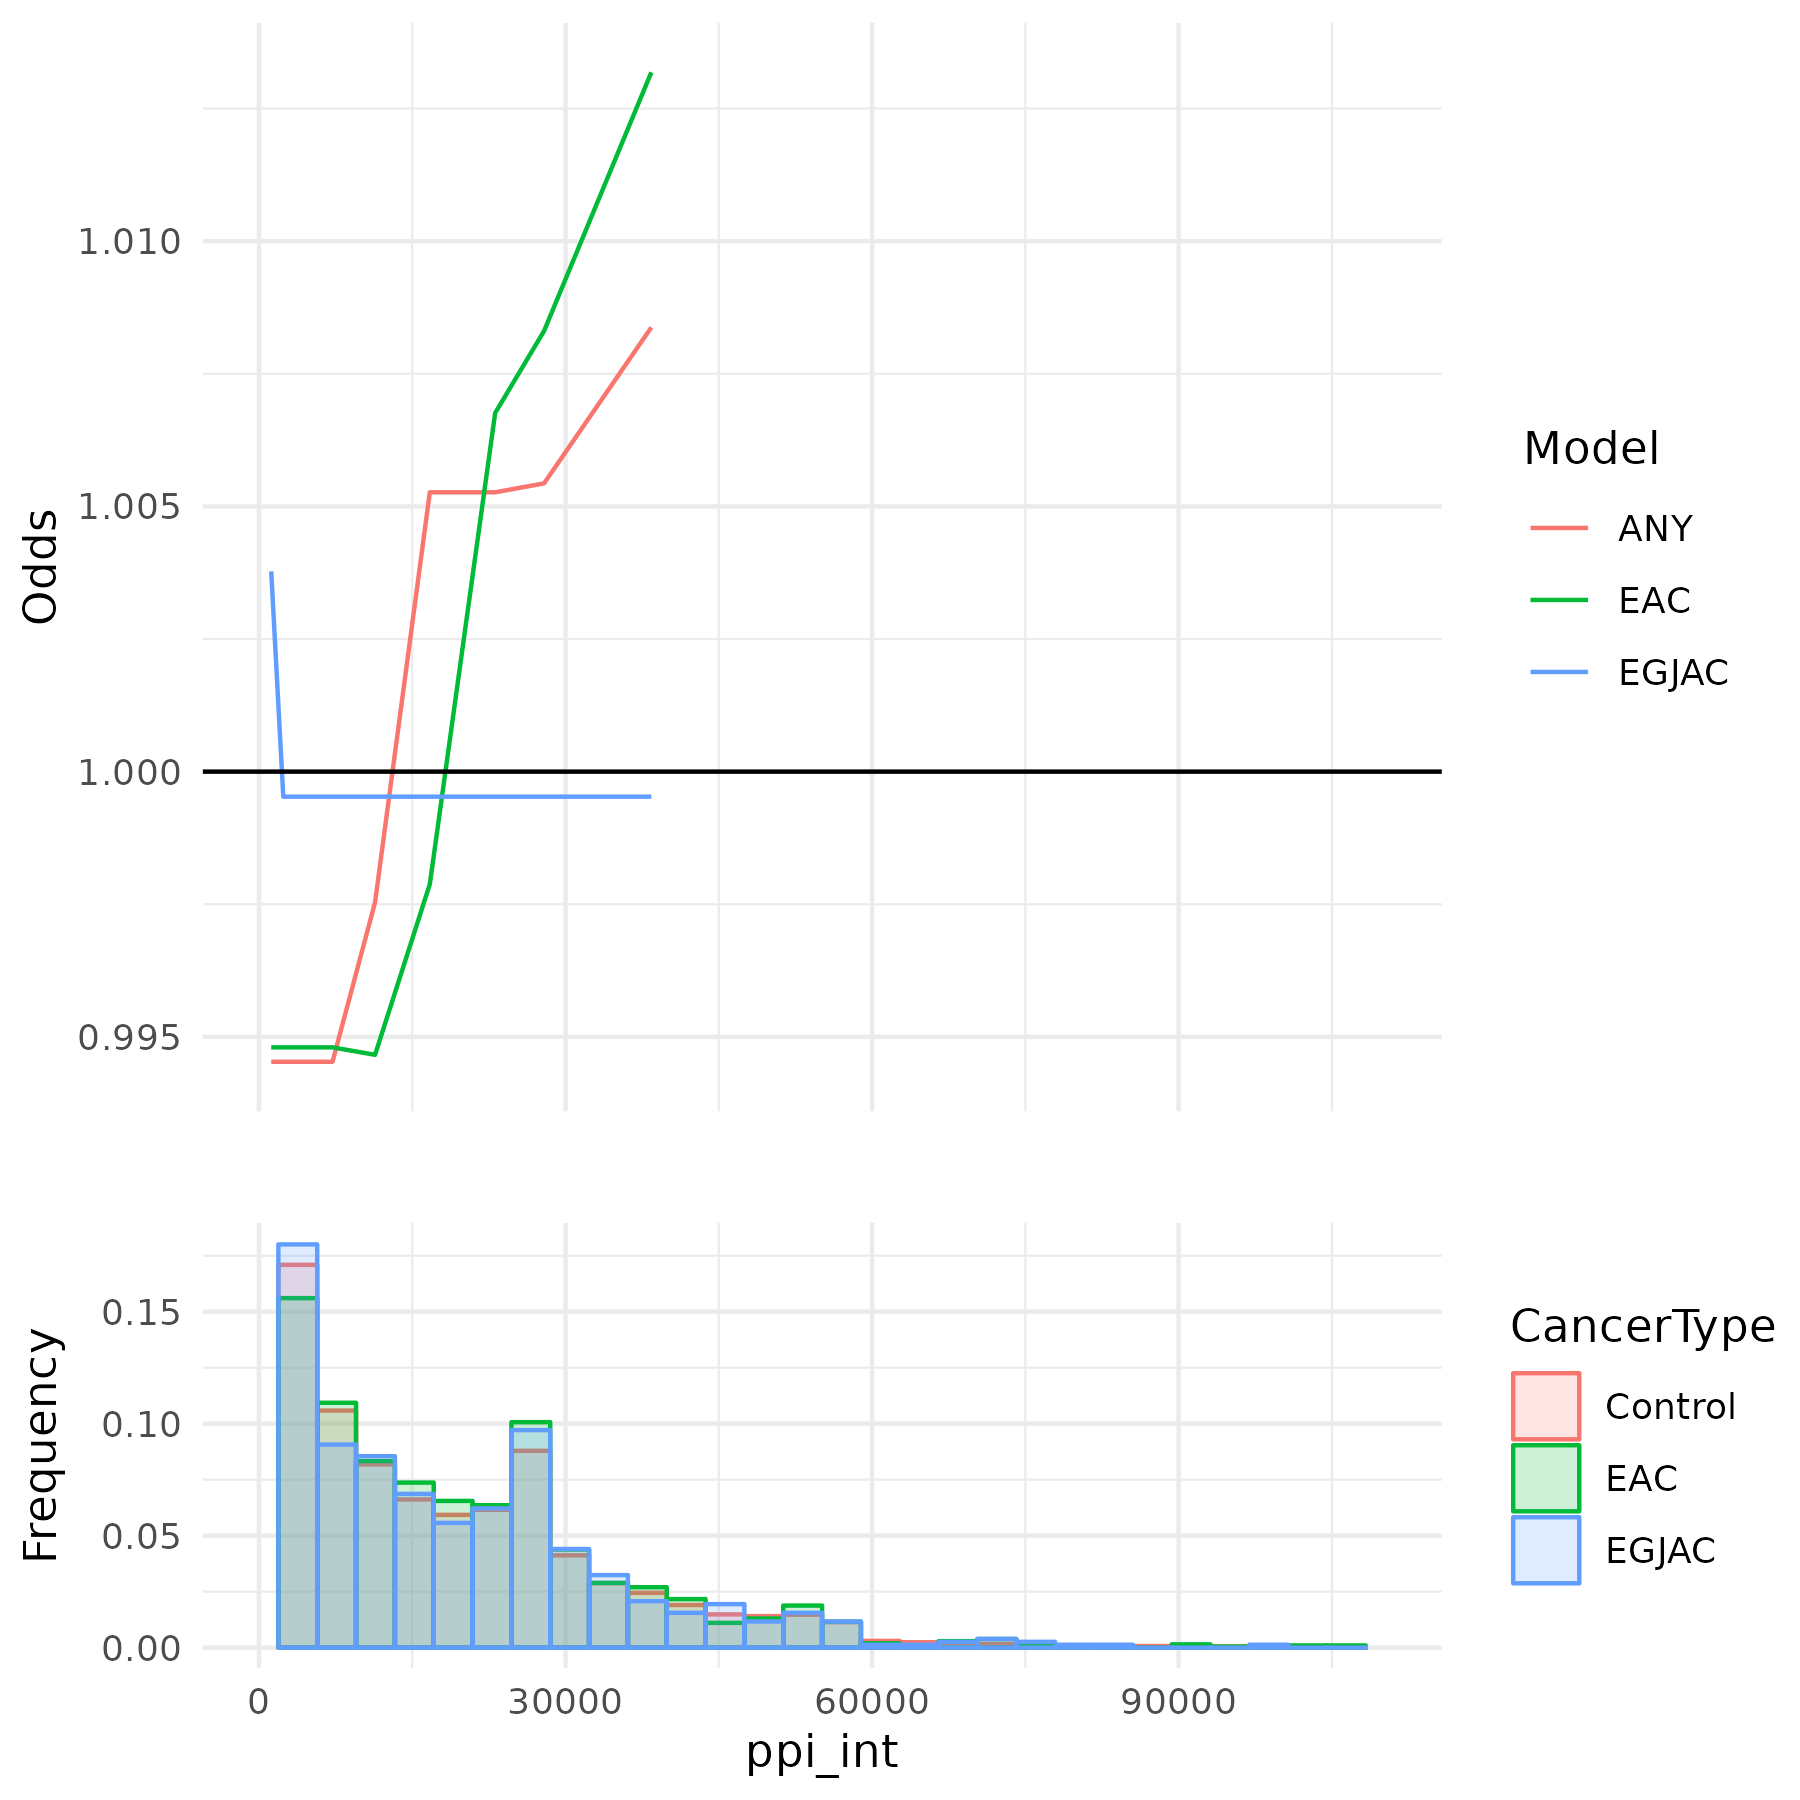 1.010
1.005
1.000
0.995
Odds
Model
ANY
EAC
EGJAC
0.15
0.10
0.05
0.00
Frequency
0
30000
60000
90000
ppi_int
CancerType
Control
EAC
EGJAC